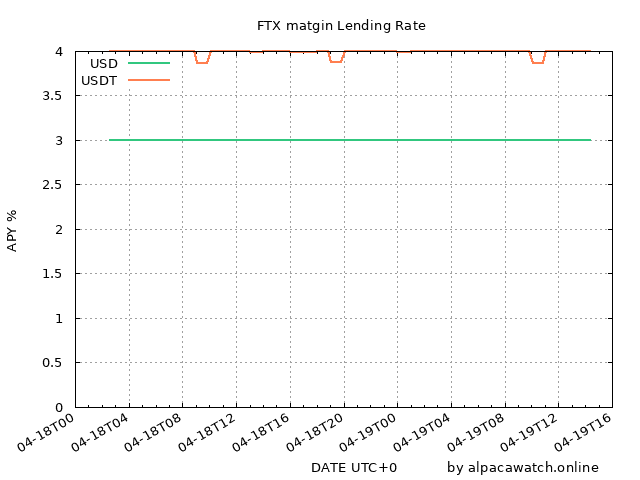 FTX matgin Lending Rate
USD
USDT
4
3.5
3
2.5
2
1.5
1
0.5
0
APY %
04-18T00
04-18T04
04-18T08
04-18T12
04-18T16
04-18T20
04-19T00
04-19T04
04-19T08
04-19T12
04-19T16
DATE UTC+0
by alpacawatch.online